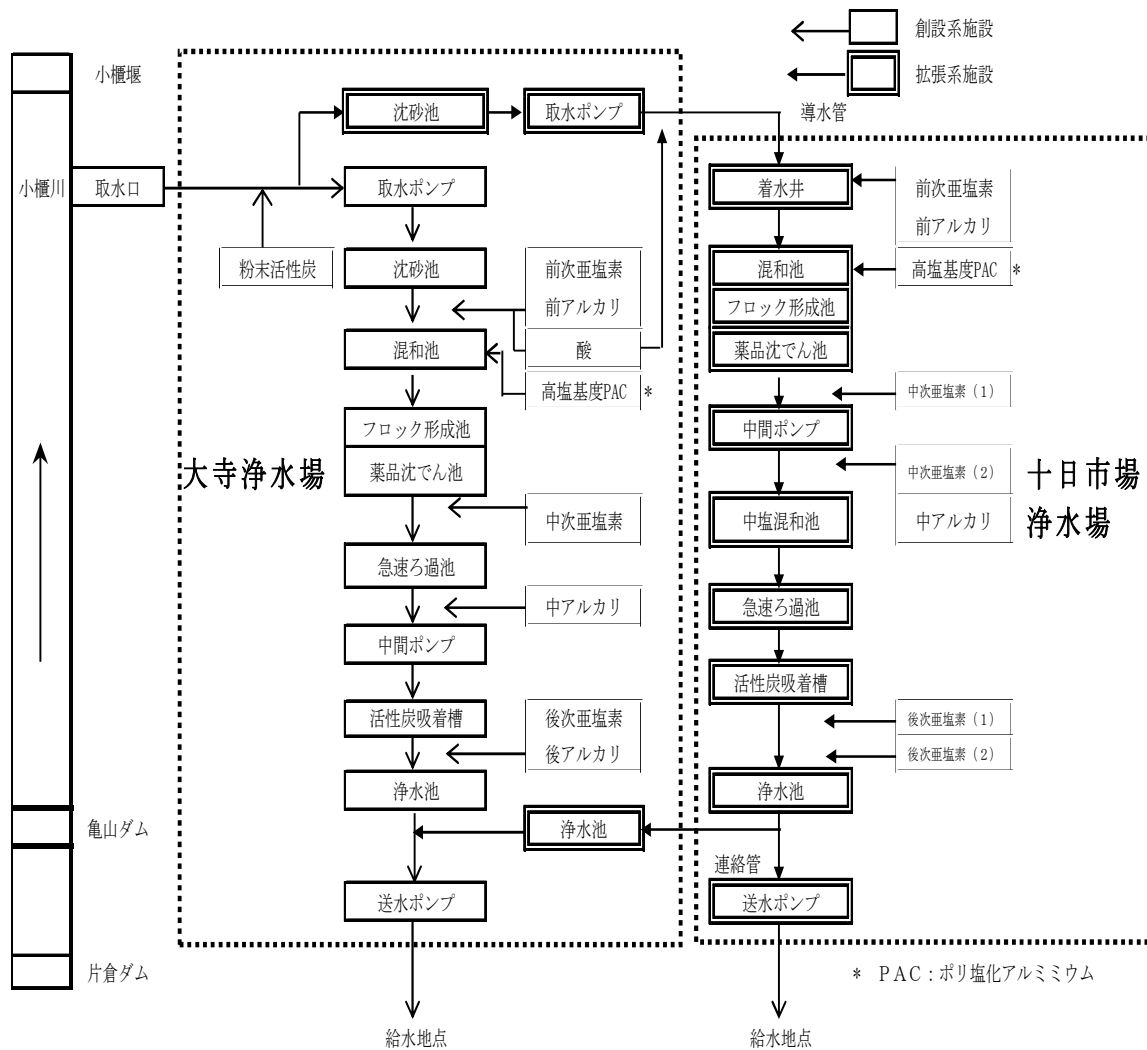 創設系施設
小櫃堰
拡張系施設
沈砂池
取水ポンプ
導水管
小櫃川
取水口
取水ポンプ
着水井
前次亜塩素
前アルカリ
粉末活性炭
沈砂池
前次亜塩素
前アルカリ
混和池
高塩基度PAC *
フロック形成池
混和池
酸
薬品沈でん池
高塩基度PAC *
中次亜塩素(1)
フロック形成池
中間ポンプ
大寺浄水場
薬品沈でん池
中次亜塩素(2)
十日市場
浄水場
中次亜塩素
中塩混和池
中アルカリ
急速ろ過池
中アルカリ
急速ろ過池
中間ポンプ
活性炭吸着槽
活性炭吸着槽
後次亜塩素
後アルカリ
後次亜塩素(1)
後次亜塩素(2)
浄水池
浄水池
亀山ダム
浄水池
連絡管
送水ポンプ
送水ポンプ
片倉ダム
* PAC:ポリ塩化アルミミウム
給水地点
給水地点